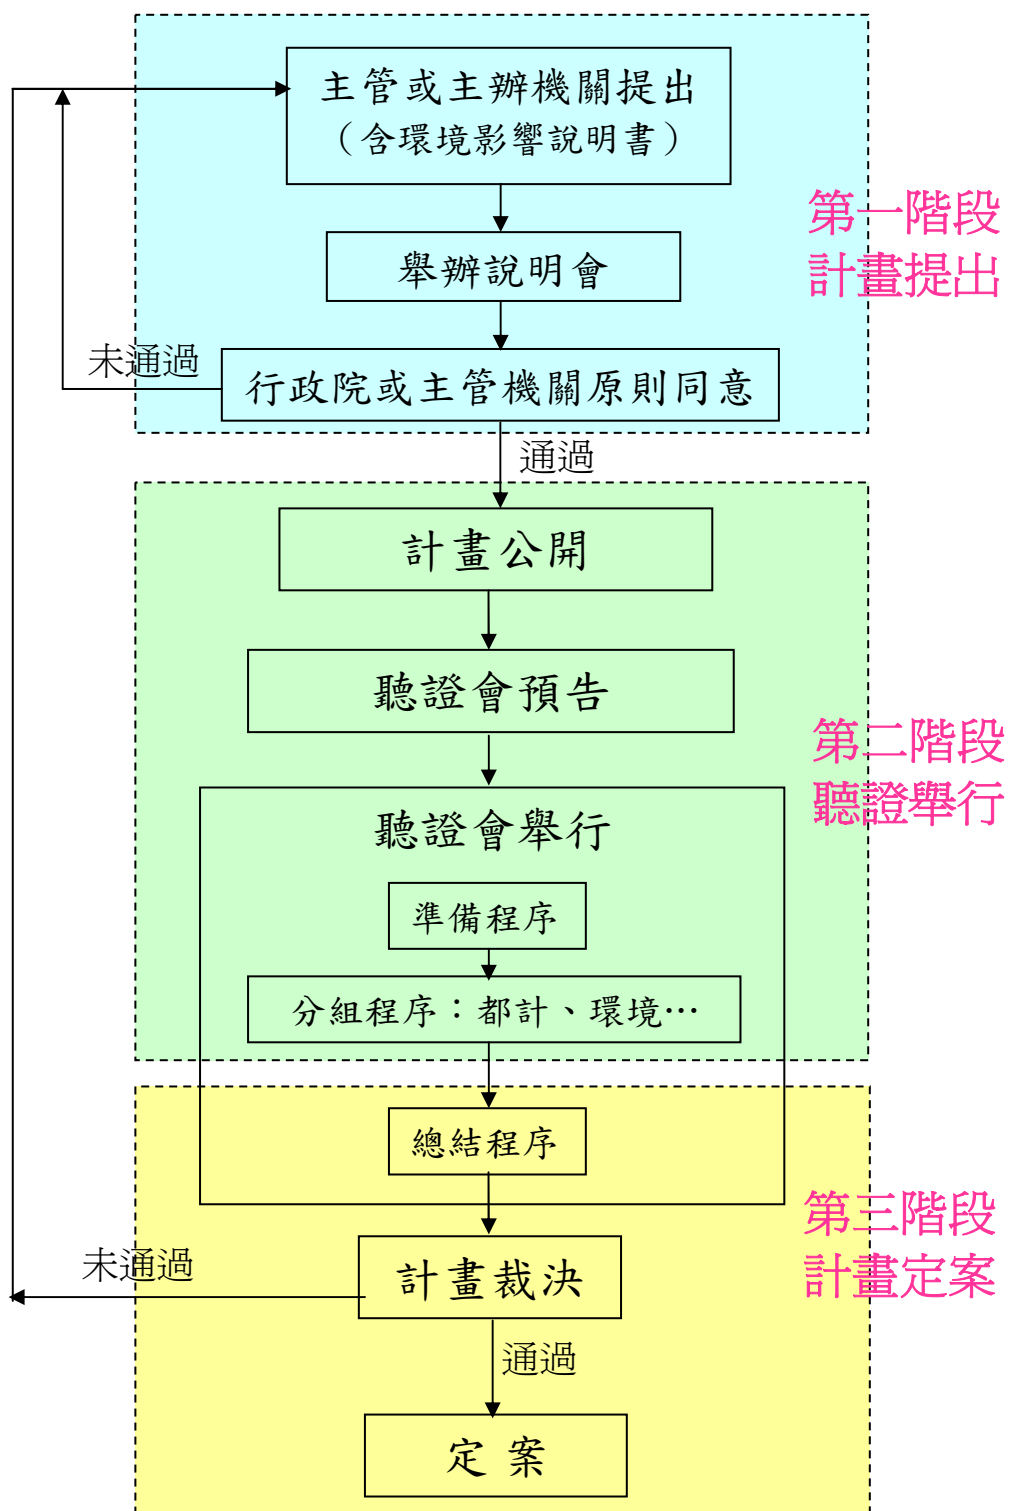 主管或主辦機關提出
（含環境影響說明書）
第一階段
計畫提出
舉辦說明會
未通過
行政院或主管機關原則同意
通過
計畫公開
聽證會預告
第二階段
聽證舉行
聽證會舉行
準備程序
分組程序：都計、環境…
總結程序
第三階段
計畫定案
未通過
計畫裁決
通過
定 案